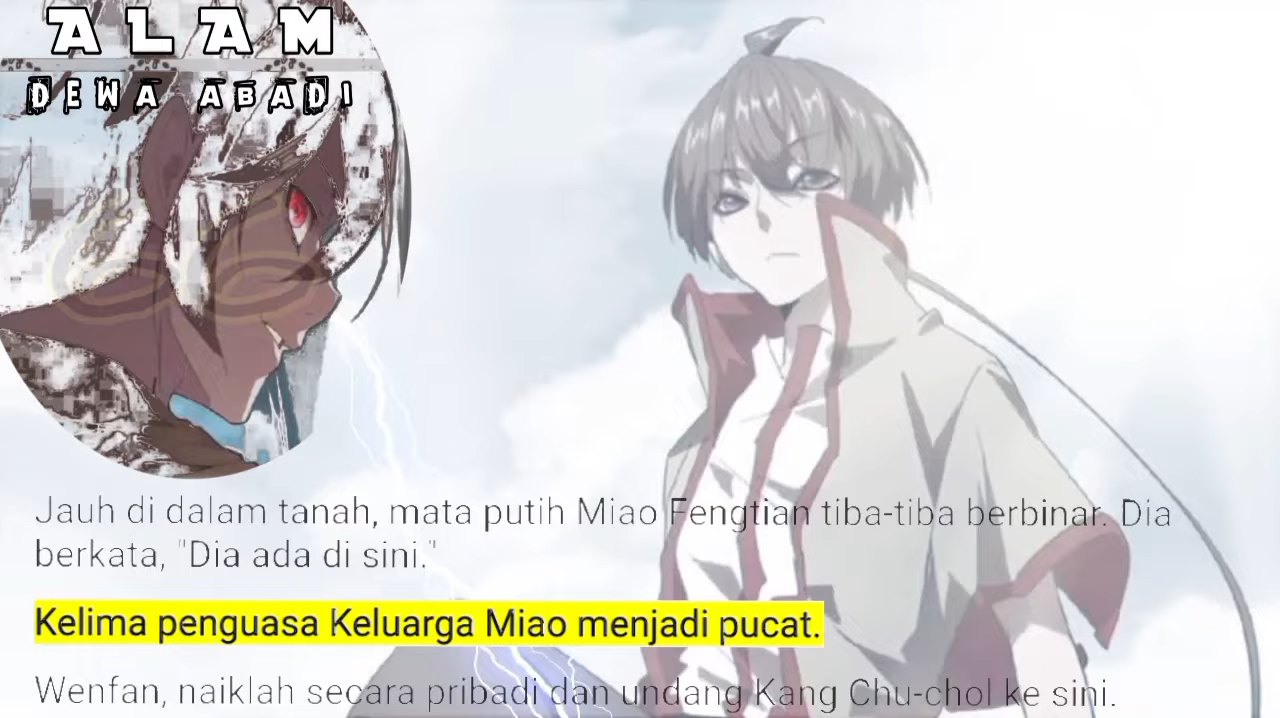 ALAM
DEWA ABADI
Jauh di dalam tanah, mata putih Miao Fengtian tiba-tiba berbinar. Dia
berkata, "Dia ada di sini."
Kelima penguasa Keluarga Miao menjadi pucat.
Wenfan, naiklah secara pribadi dan undang Kang Chu-chol ke sini.